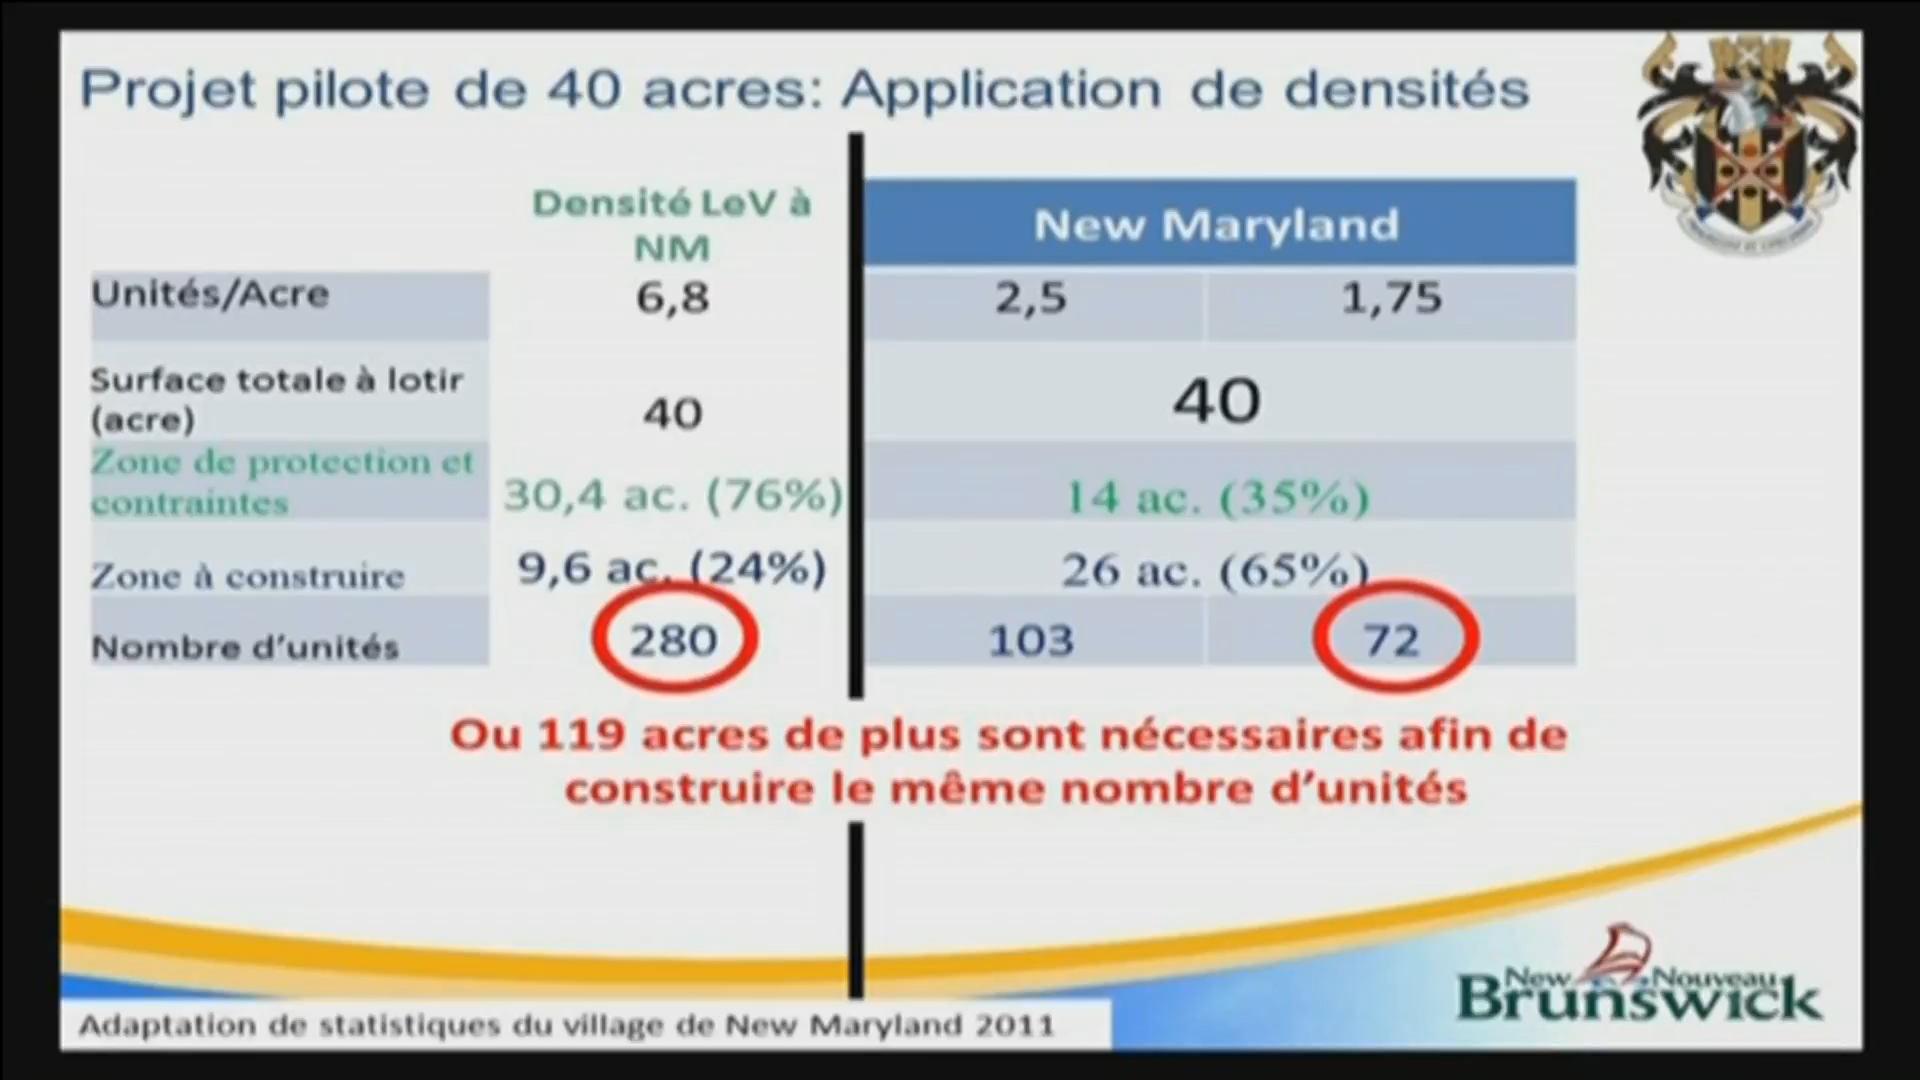 Projet pilote de 40 acres: Application de densités
Densité LeV à
NM
New Maryland
Unités/Acre
6,8
2,5
1,75
Surface totale à lotir
(acre)
40
40
Zone de protection et
contraintes
30,4 ac. (76%)
14 ac. (35%)
Zone à construire
9,6 ac. (24%)
26 ac. (65%)
Nombre d’unités
280
103
72
Ou 119 acres de plus sont nécessaires afin de
construire le même nombre d’unités
New Nouveau
Brunswick
Adaptation de statistiques du village de New Maryland 2011